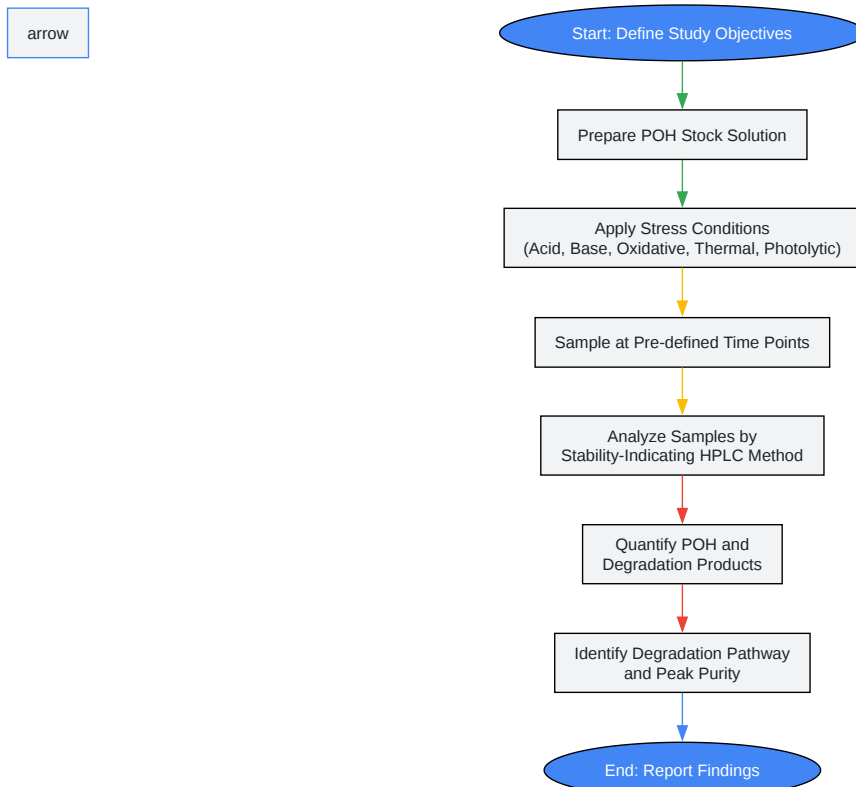 arrow
Start: Define Study Objectives
Prepare POH Stock Solution
Apply Stress Conditions
(Acid, Base, Oxidative, Thermal, Photolytic)
Sample at Pre-defined Time Points
Analyze Samples by
Stability-Indicating HPLC Method
Quantify POH and
Degradation Products
Identify Degradation Pathway
and Peak Purity
End: Report Findings